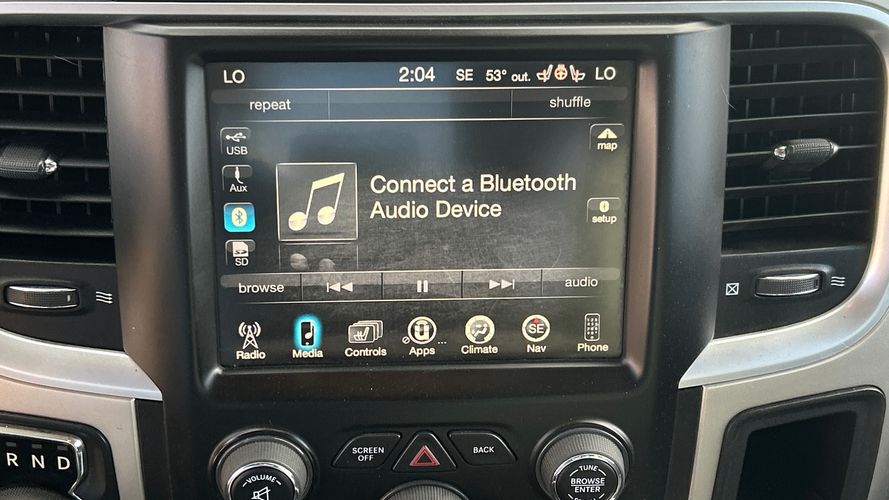 LO 2:04 SE 53° out. LO
repeat shuffle
USB map
Aux Connect a Bluetooth
Audio Device
setup
SD
browse audio
Radio Media Controls Apps ... Climate SE Nav Phone
R N D
VOLUME
SCREEN
OFF
BACK
TUNE
BROWSE
ENTER